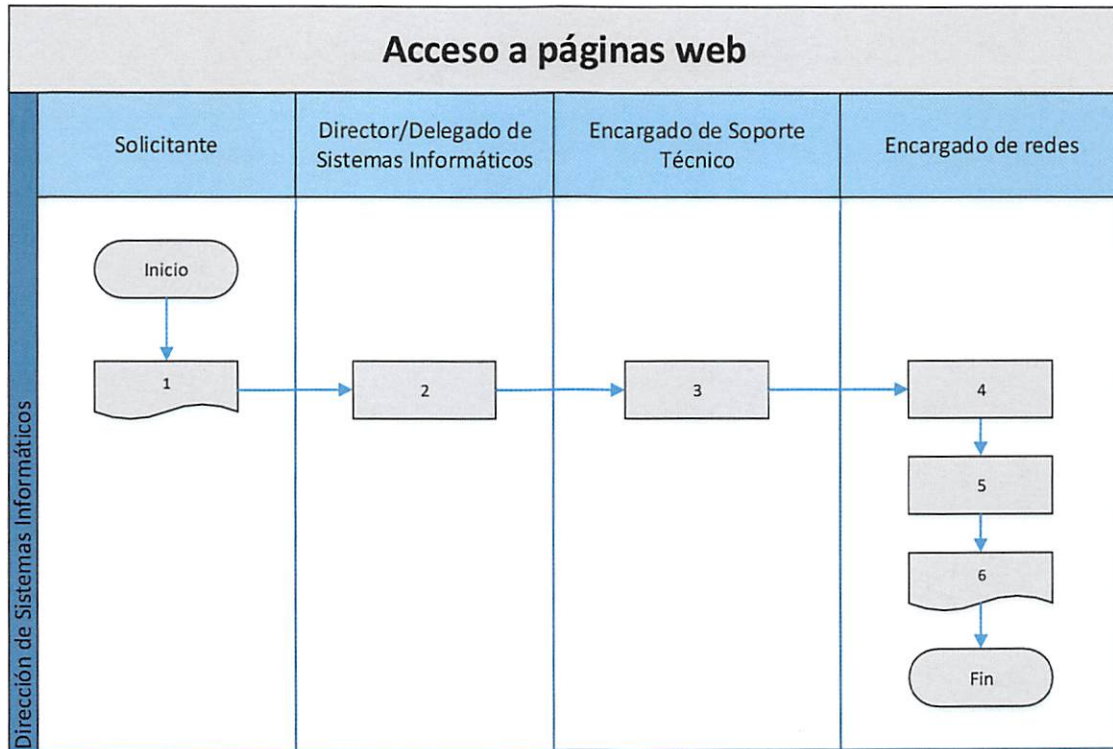 Acceso a páginas web
Solicitante
Director/Delegado de
Sistemas Informáticos
Encargado de Soporte
Técnico
Encargado de redes
Dirección de Sistemas Informáticos
Inicio
1
2
3
4
5
6
Fin